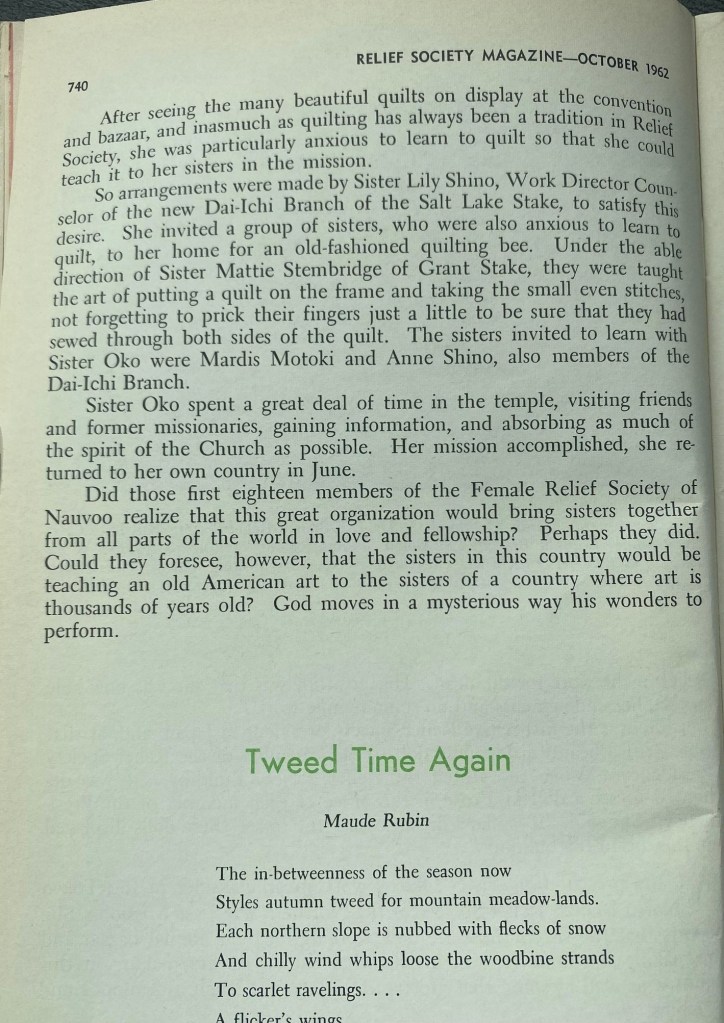 RELIEF SOCIETY MAGAZINE—OCTOBER 1962
740
After seeing the many beautiful quilts on display at the convention
and bazaar, and inasmuch as quilting has always been a tradition in Relief
Society, she was particularly anxious to learn to quilt so that she could
teach it to her sisters in the mission.
So arrangements were made by Sister Lily Shino, Work Director Coun-
selor of the new Dai-Ichi Branch of the Salt Lake Stake, to satisfy this
desire. She invited a group of sisters, who were also anxious to learn to
quilt, to her home for an old-fashioned quilting bee. Under the able
direction of Sister Mattie Stembridge of Grant Stake, they were taught
the art of putting a quilt on the frame and taking the small even stitches,
not forgetting to prick their fingers just a little to be sure that they had
sewed through both sides of the quilt. The sisters invited to learn with
Sister Oko were Mardis Motoki and Anne Shino, also members of the
Dai-Ichi Branch.
Sister Oko spent a great deal of time in the temple, visiting friends
and former missionaries, gaining information, and absorbing as much of
the spirit of the Church as possible. Her mission accomplished, she re-
turned to her own country in June.
Did those first eighteen members of the Female Relief Society of
Nauvoo realize that this great organization would bring sisters together
from all parts of the world in love and fellowship? Perhaps they did.
Could they foresee, however, that the sisters in this country would be
teaching an old American art to the sisters of a country where art is
thousands of years old? God moves in a mysterious way his wonders to
perform.
Tweed Time Again
Maude Rubin
The in-betweenness of the season now
Styles autumn tweed for mountain meadow-lands.
Each northern slope is nubbed with flecks of snow
And chilly wind whips loose the woodbine strands
To scarlet ravelings. . . .
A flicker's wings